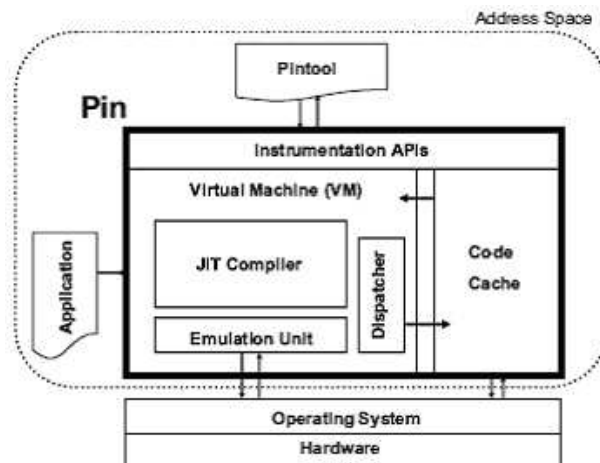 Address Space
Pintool
Pin
Instrumentation APIs
Virtual Machine (VM)
JIT Compiler
Emulation Unit
Dispatcher
Code
Cache
Application
Operating System
Hardware